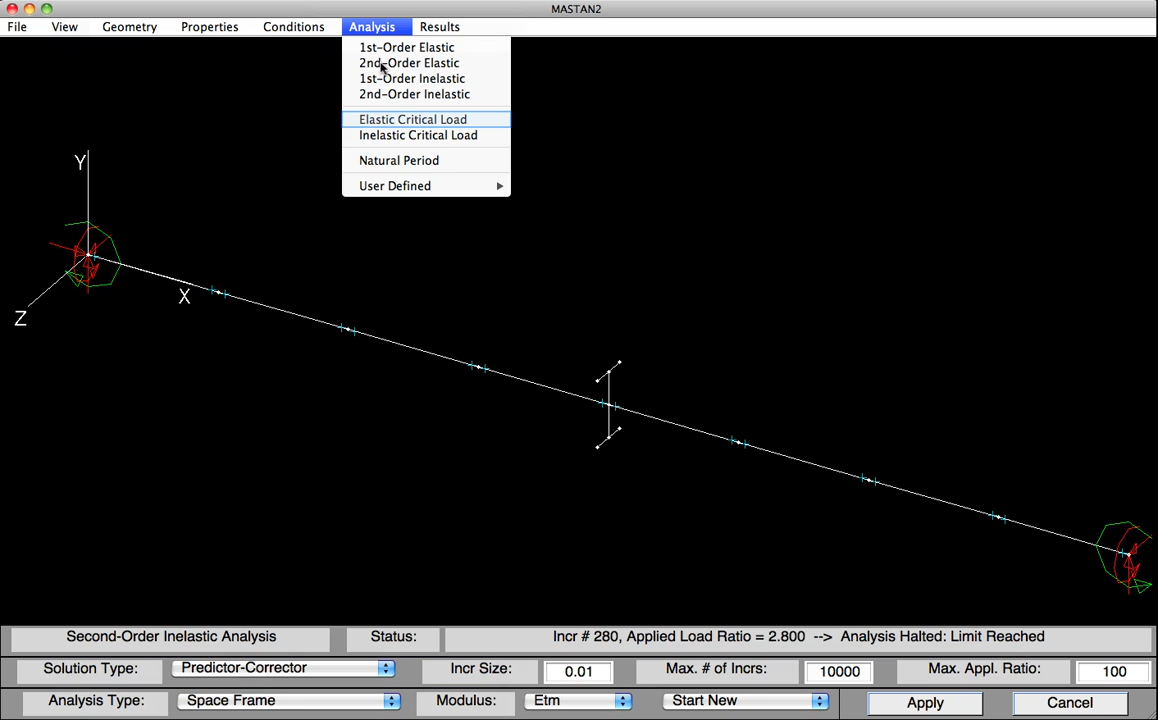 MASTAN2
File View Geometry Properties Conditions Analysis Results
1st-Order Elastic
2nd-Order Elastic
1st-Order Inelastic
2nd-Order Inelastic
Elastic Critical Load
Inelastic Critical Load
Natural Period
User Defined
Y
X
Z
Second-Order Inelastic Analysis Status: Incr # 280, Applied Load Ratio = 2.800 --> Analysis Halted: Limit Reached
Solution Type: Predictor-Corrector Incr Size: 0.01 Max. # of Incrs: 10000 Max. Appl. Ratio: 100
Analysis Type: Space Frame Modulus: Etm Start New Apply Cancel